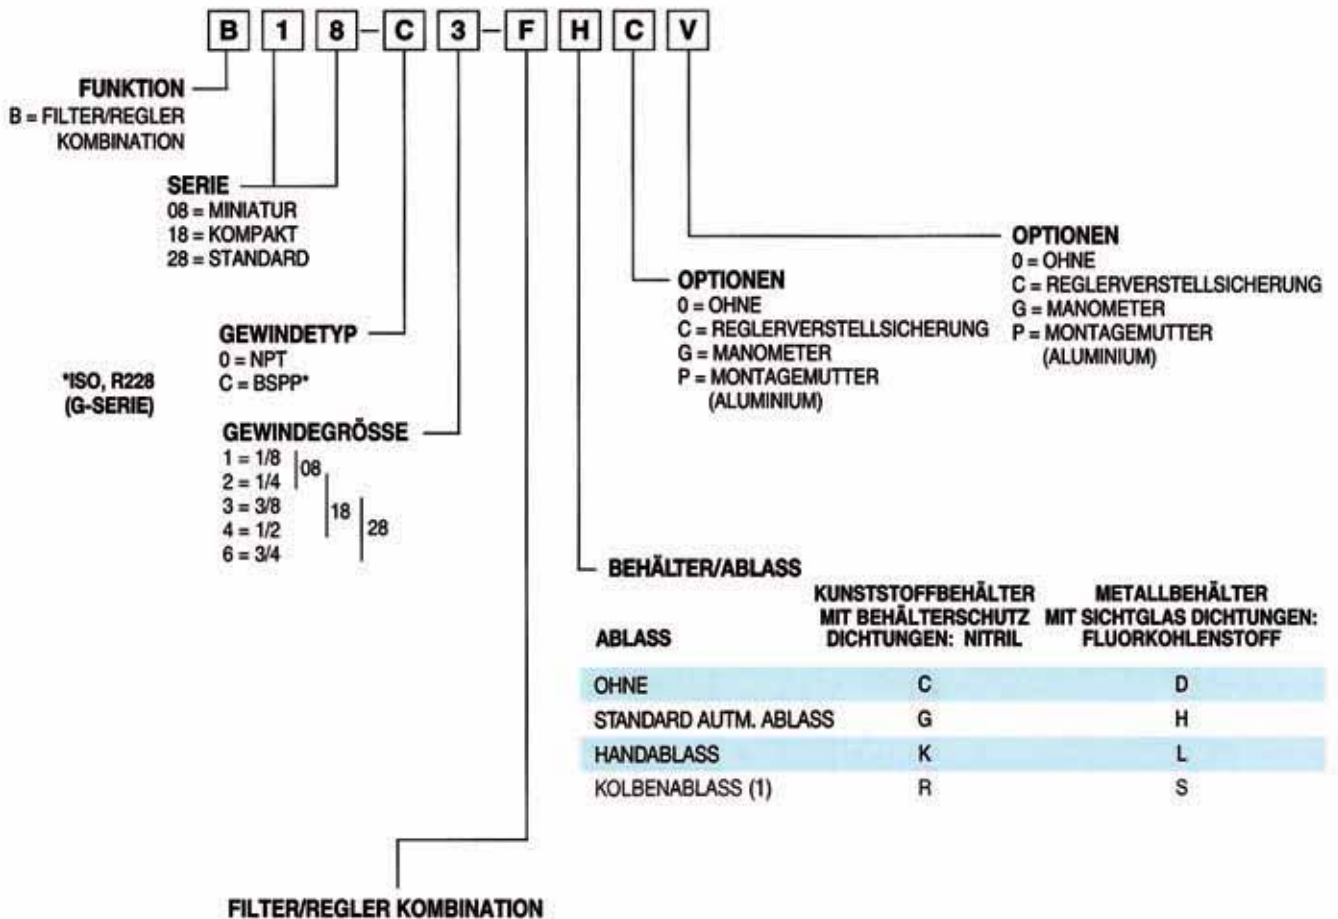 B 1 8 - C 3 - F H C V
FUNKTION
B = FILTER/REGLER
KOMBINATION
SERIE
08 = MINIATUR
18 = KOMPAKT
28 = STANDARD
GEWINDETYP
0 = NPT
C = BSPP*
*ISO, R228
(G-SERIE)
GEWINDEGRÖSSE
1 = 1/8
2 = 1/4
3 = 3/8
4 = 1/2
6 = 3/4
08
18
28
OPTIONEN
0 = OHNE
C = REGLERVERSTELLSICHERUNG
G = MANOMETER
P = MONTAGEMUTTER
(ALUMINIUM)
OPTIONEN
0 = OHNE
C = REGLERVERSTELLSICHERUNG
G = MANOMETER
P = MONTAGEMUTTER
(ALUMINIUM)
BEHÄLTER/ABLASS
KUNSTSTOFFBEHÄLTER
MIT BEHÄLTERSCHUTZ
DICHTUNGEN: NITRIL
METALLBEHÄLTER
MIT SICHTGLAS DICHTUNGEN:
FLUORKOHLENSTOFF
ABLASS
OHNE C D
STANDARD AUTM. ABLASS G H
HANDABLASS K L
KOLBENABLASS (1) R S
FILTER/REGLER KOMBINATION